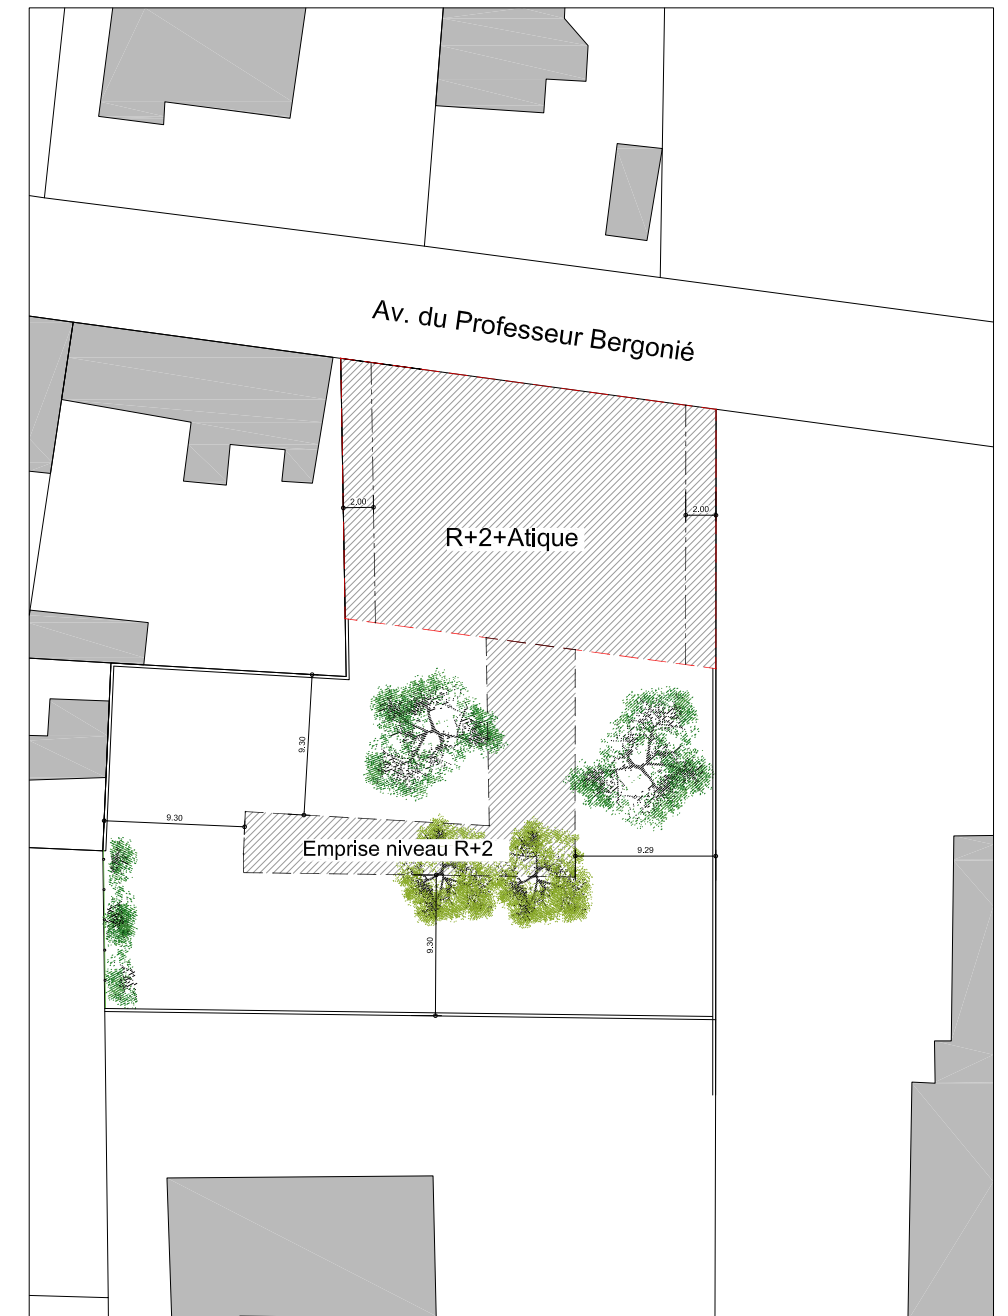 Av. du Professeur Bergonié
2.00
2.00
R+2+Atique
9.30
9.30
Emprise niveau R+2
9.29
9.30